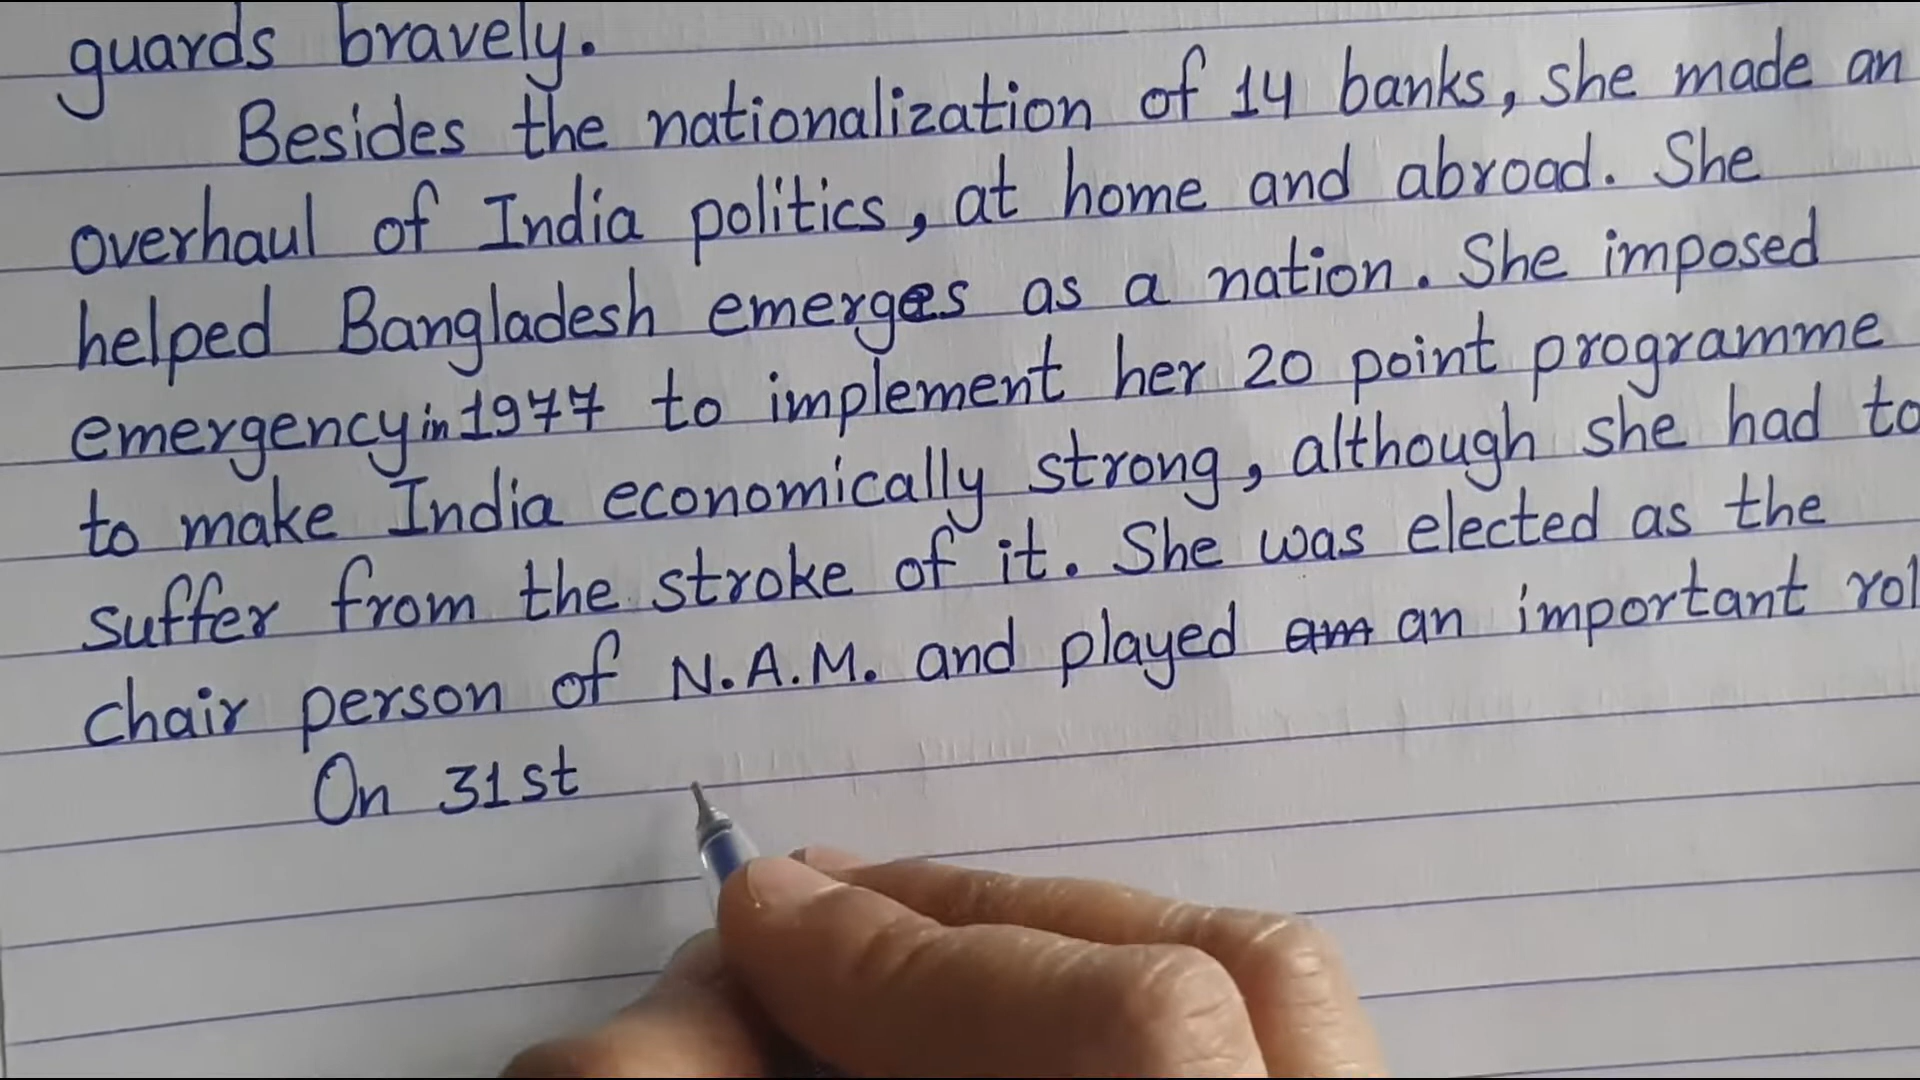 guards bravely.
Besides the nationalization of 14 banks, she made an
overhaul of India politics, at home and abroad. She
helped Bangladesh emerges as a nation. She imposed
emergency in 1977 to implement her 20 point programme
to make India economically strong, although she had to
suffer from the stroke of it. She was elected as the
chair person of N.A.M. and played am an important rol
On 31st